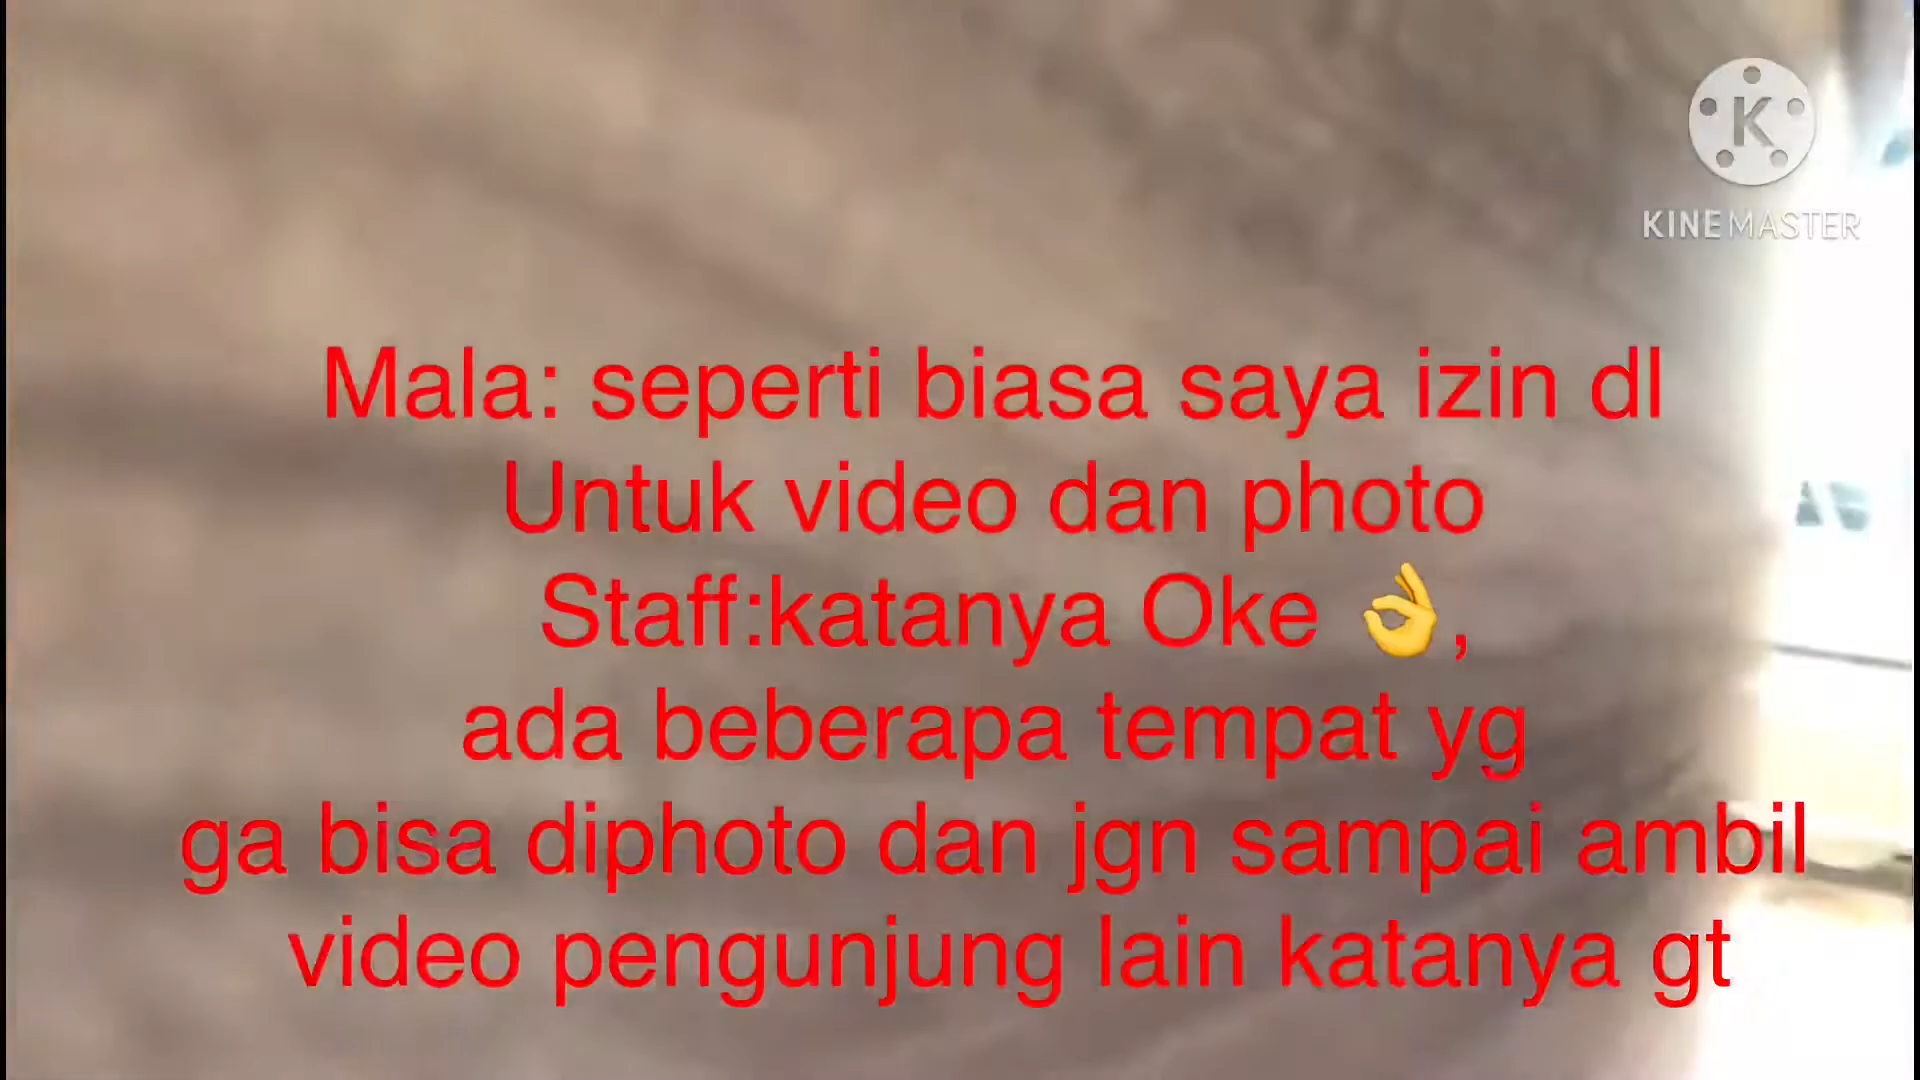 K
KINEMASTER
Mala: seperti biasa saya izin dl
Untuk video dan photo
Staff:katanya Oke 👌,
ada beberapa tempat yg
ga bisa diphoto dan jgn sampai ambil
video pengunjung lain katanya gt